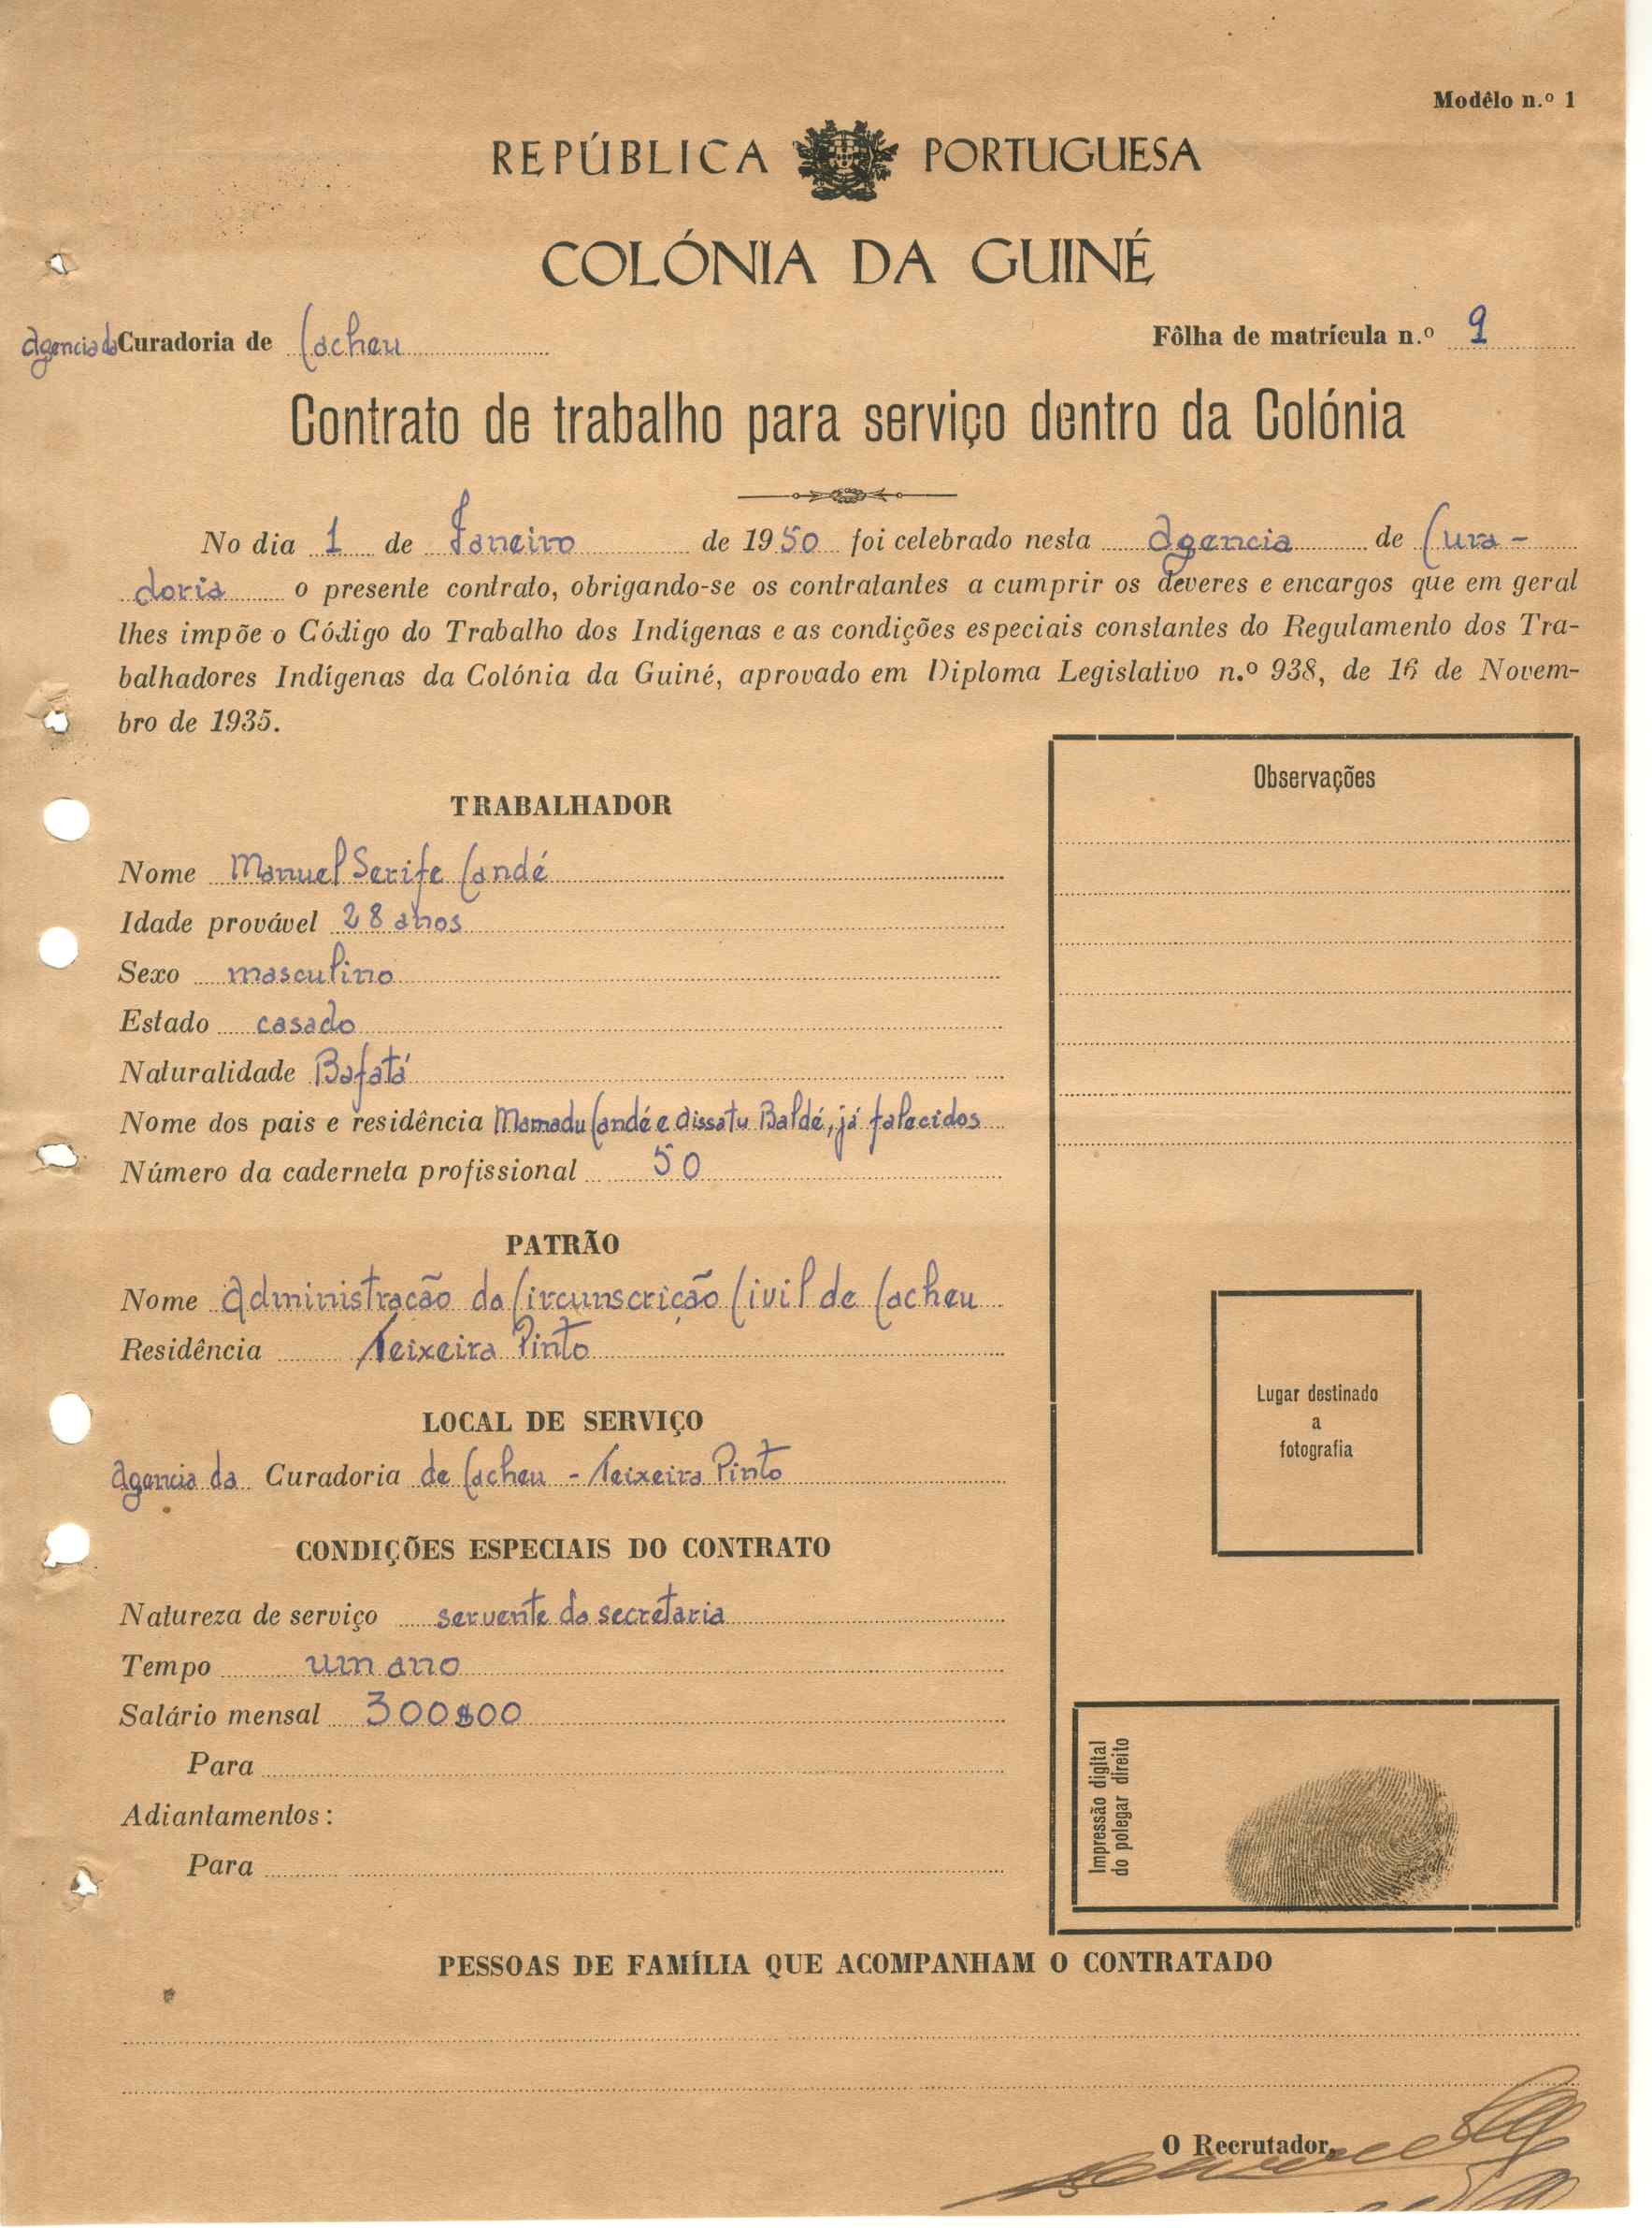 Modêlo n.º 1
REPÚBLICA PORTUGUESA
COLÓNIA DA GUINÉ
Agencia da Curadoria de Cacheu Fôlha de matrícula n.º 9
Contrato de trabalho para serviço dentro da Colónia
No dia 1 de Janeiro de 1950 foi celebrado nesta Agencia de Cura-
doria o presente contrato, obrigando-se os contratantes a cumprir os deveres e encargos que em geral
lhes impõe o Código do Trabalho dos Indígenas e as condições especiais constantes do Regulamento dos Tra-
balhadores Indígenas da Colónia da Guiné, aprovado em Diploma Legislativo n.º 938, de 16 de Novem-
bro de 1935.
TRABALHADOR
Nome Manuel Serife Candé
Idade provável 28 anos
Sexo masculino
Estado casado
Naturalidade Bafatá
Nome dos pais e residência Mamadu Candé e Aissatu Baldé, já falecidos
Número da caderneta profissional 50
PATRÃO
Nome Administração da Circunscrição Civil de Cacheu
Residência Teixeira Pinto
LOCAL DE SERVIÇO
Agencia da Curadoria de Cacheu - Teixeira Pinto
CONDIÇÕES ESPECIAIS DO CONTRATO
Natureza de serviço servente da secretaria
Tempo um ano
Salário mensal 300$00
Para
Adiantamentos:
Para
Observações
Lugar destinado
a
fotografia
Impressão digital
do polegar direito
PESSOAS DE FAMÍLIA QUE ACOMPANHAM O CONTRATADO
O Recrutador,